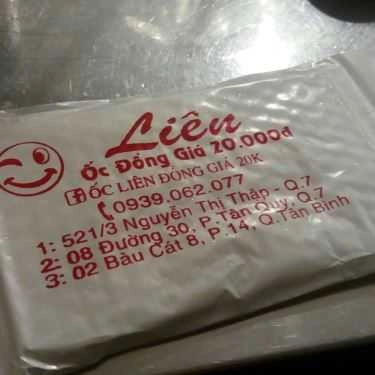 Liên
Ốc Đồng Giá 20.000đ
ỐC LIÊN ĐỒNG GIÁ 20K
0939.062.077
1: 521/3 Nguyễn Thị Thập - Q.7
2: 08 Đường 30, P.Tân Quy, Q.7
3: 02 Bàu Cát 8, P.14, Q.Tân Bình